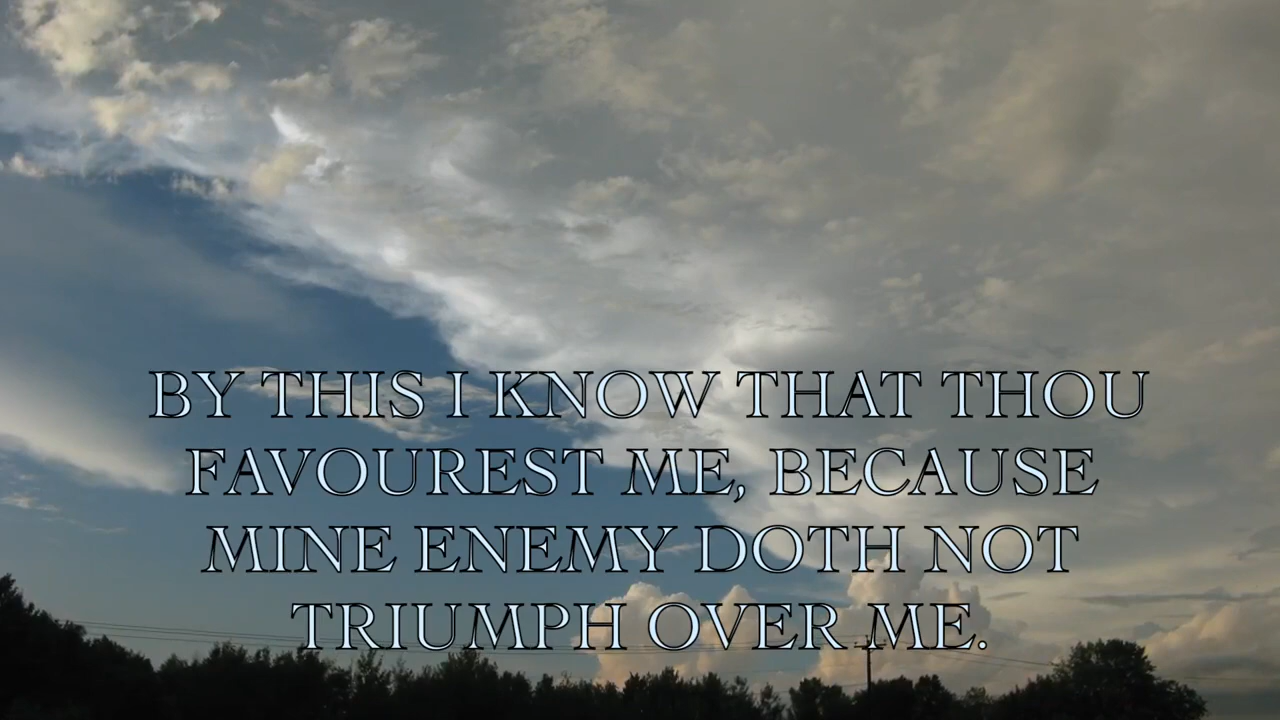 BY THIS I KNOW THAT THOU
FAVOUREST ME, BECAUSE
MINE ENEMY DOTH NOT
TRIUMPH OVER ME.